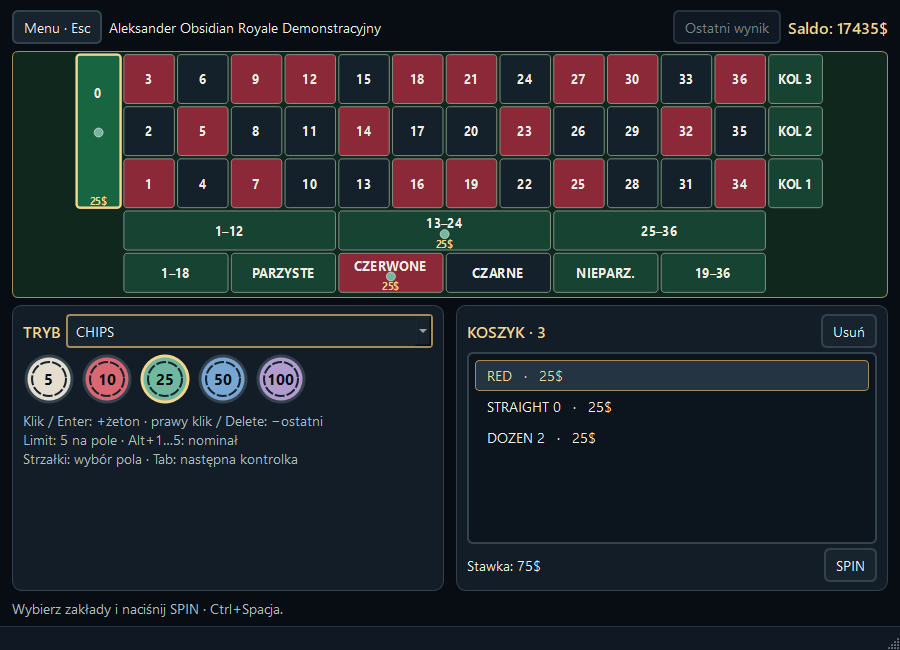 Menu · Esc Aleksander Obsidian Royale Demonstracyjny Ostatni wynik Saldo: 17435$
3 6 9 12 15 18 21 24 27 30 33 36 KOL 3
0
2 5 8 11 14 17 20 23 26 29 32 35 KOL 2
1 4 7 10 13 16 19 22 25 28 31 34 KOL 1
25$
1–12 13–24 25–36
25$
1–18 PARZYSTE CZERWONE CZARNE NIEPARZ. 19–36
25$
TRYB CHIPS
5 10 25 50 100
Klik / Enter: +żeton · prawy klik / Delete: −ostatni
Limit: 5 na pole · Alt+1…5: nominał
Strzałki: wybór pola · Tab: następna kontrolka
KOSZYK · 3 Usuń
RED · 25$
STRAIGHT 0 · 25$
DOZEN 2 · 25$
Stawka: 75$ SPIN
Wybierz zakłady i naciśnij SPIN · Ctrl+Spacja.